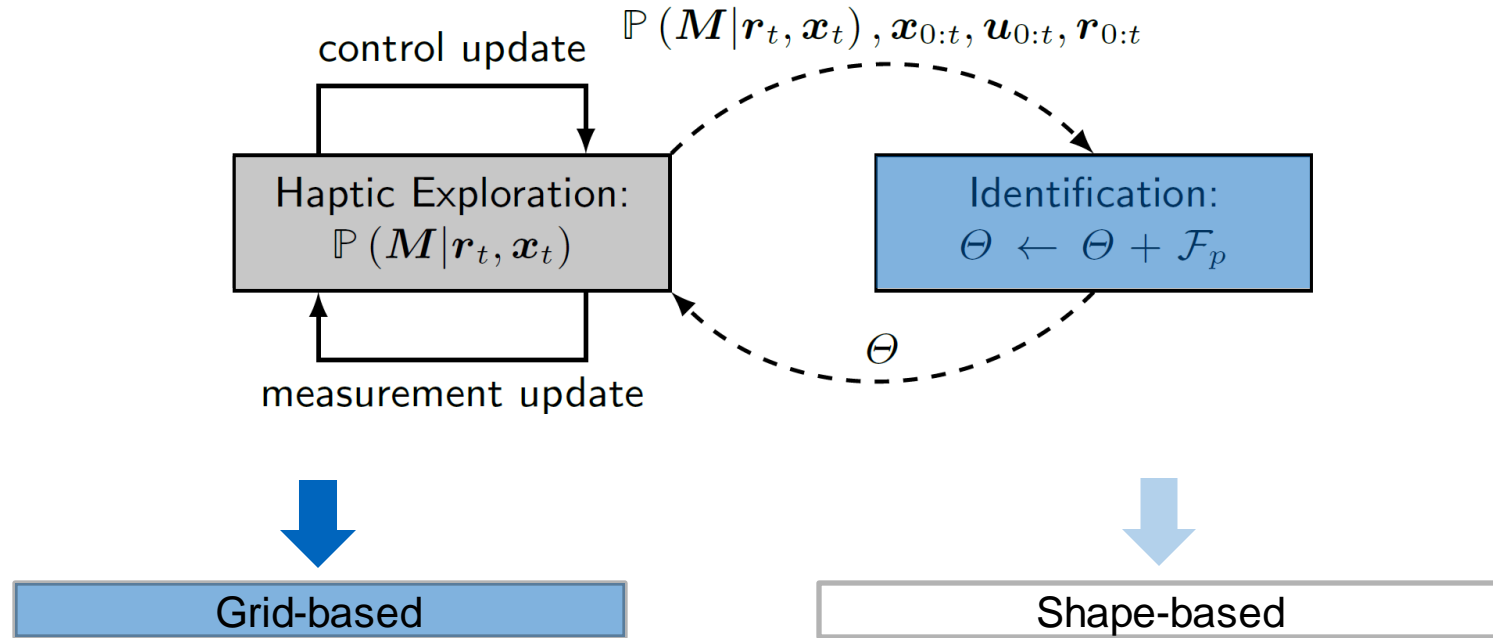 control update
ℙ (M|r_t, x_t) , x_{0:t}, u_{0:t}, r_{0:t}
Haptic Exploration:
ℙ (M|r_t, x_t)
Identification:
Θ ← Θ + ℱ_p
Θ
measurement update
Grid-based
Shape-based